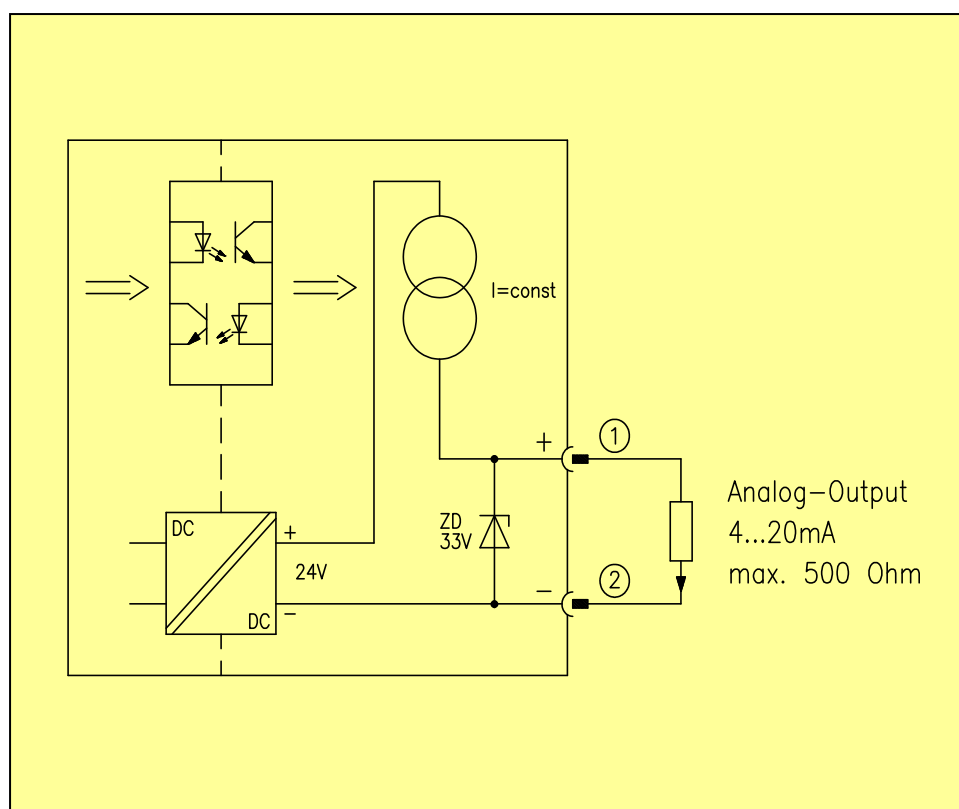 I=const
+
1
ZD
33V
Analog-Output
4...20mA
max. 500 Ohm
DC
+
24V
DC
−
−
2